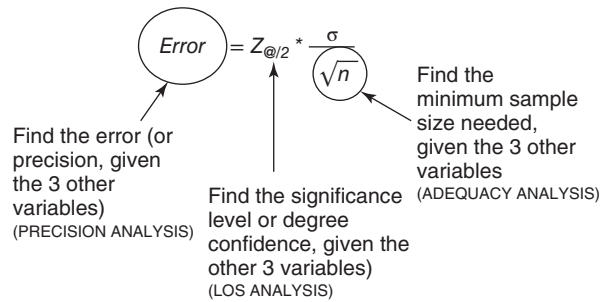 Error = Z@/2 * σ / √n
Find the error (or
precision, given
the 3 other
variables)
(PRECISION ANALYSIS)
Find the significance
level or degree
confidence, given the
other 3 variables)
(LOS ANALYSIS)
Find the
minimum sample
size needed,
given the 3 other
variables
(ADEQUACY ANALYSIS)